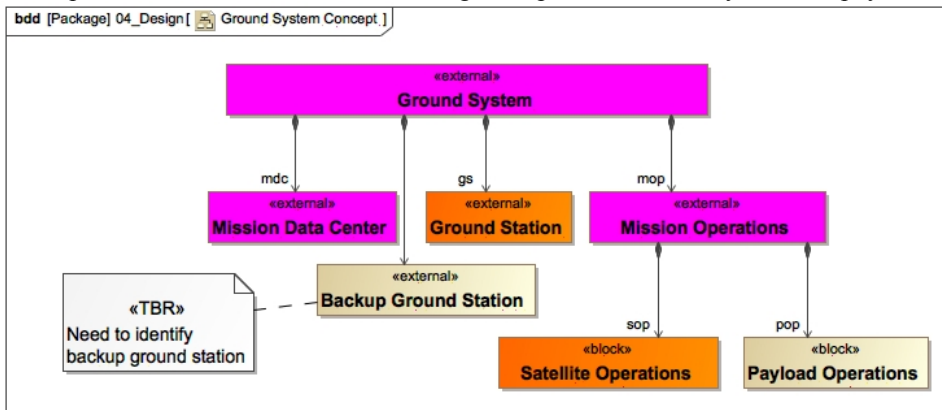 bdd [Package] 04_Design [ Ground System Concept ]
«external»
Ground System
mdc
gs
mop
«external»
Mission Data Center
«external»
Ground Station
«external»
Mission Operations
«external»
Backup Ground Station
«TBR»
Need to identify
backup ground station
sop
pop
«block»
Satellite Operations
«block»
Payload Operations